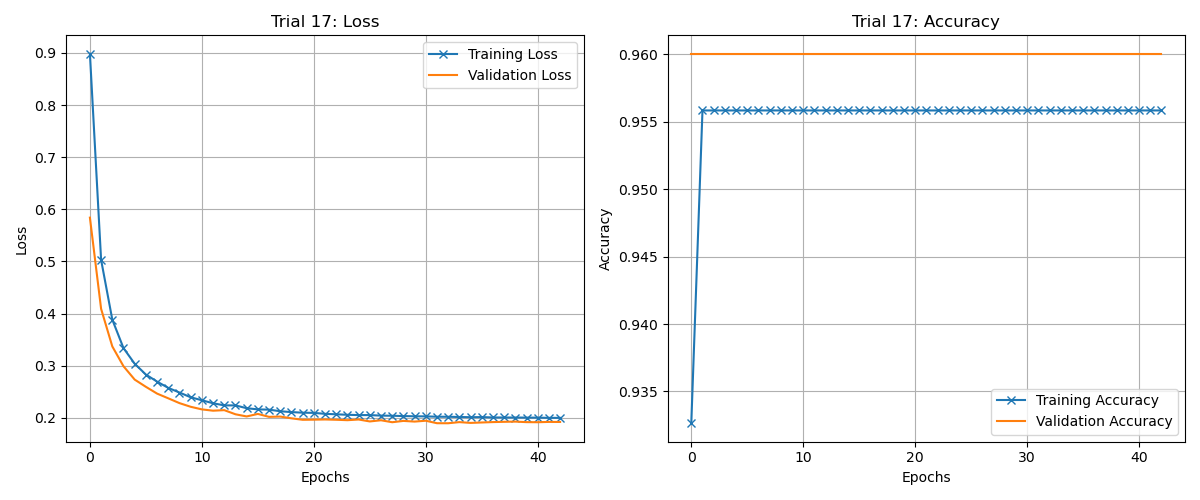 Trial 17: Loss
0.9
0.8
0.7
0.6
0.5
0.4
0.3
0.2
Loss
0
10
20
30
40
Epochs
Training Loss
Validation Loss
Trial 17: Accuracy
0.960
0.955
0.950
0.945
0.940
0.935
Accuracy
0
10
20
30
40
Epochs
Training Accuracy
Validation Accuracy